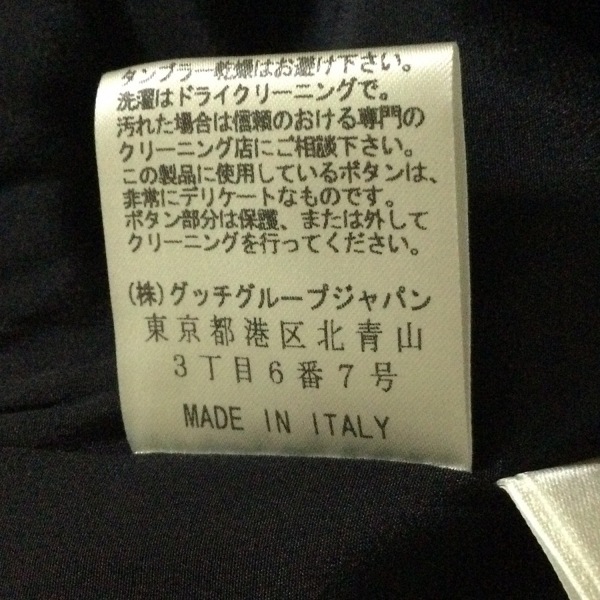 タンブラー乾燥はお避け下さい。
洗濯はドライクリーニングで。
汚れた場合は信頼のおける専門の
クリーニング店にご相談下さい。
この製品に使用しているボタンは、
非常にデリケートなものです。
ボタン部分は保護、または外して
クリーニングを行ってください。
(株)グッチグループジャパン
東京都港区北青山
3丁目6番7号
MADE IN ITALY